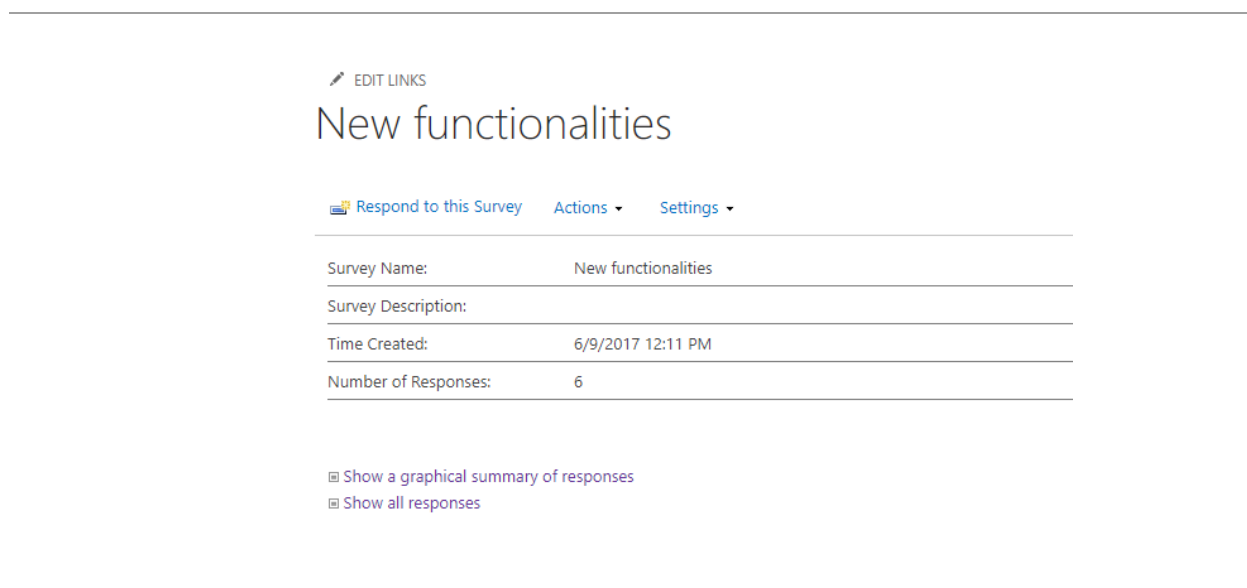 EDIT LINKS
New functionalities
Respond to this Survey Actions Settings
Survey Name: New functionalities
Survey Description:
Time Created: 6/9/2017 12:11 PM
Number of Responses: 6
Show a graphical summary of responses
Show all responses